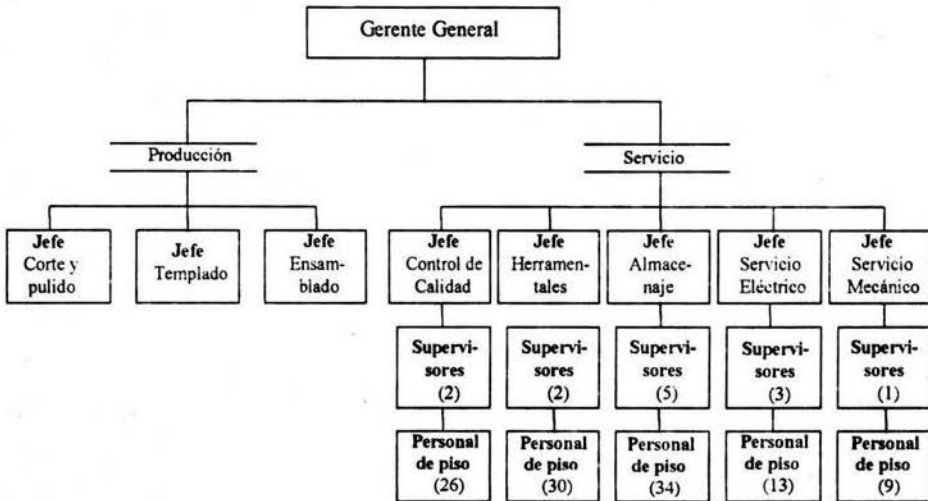 Gerente General
Producción
Servicio
Jefe
Corte y
pulido
Jefe
Templado
Jefe
Ensam-
blado
Jefe
Control de
Calidad
Jefe
Herramen-
tales
Jefe
Almace-
naje
Jefe
Servicio
Eléctrico
Jefe
Servicio
Mecánico
Supervi-
sores
(2)
Supervi-
sores
(2)
Supervi-
sores
(5)
Supervi-
sores
(3)
Supervi-
sores
(1)
Personal
de piso
(26)
Personal
de piso
(30)
Personal
de piso
(34)
Personal
de piso
(13)
Personal
de piso
(9)